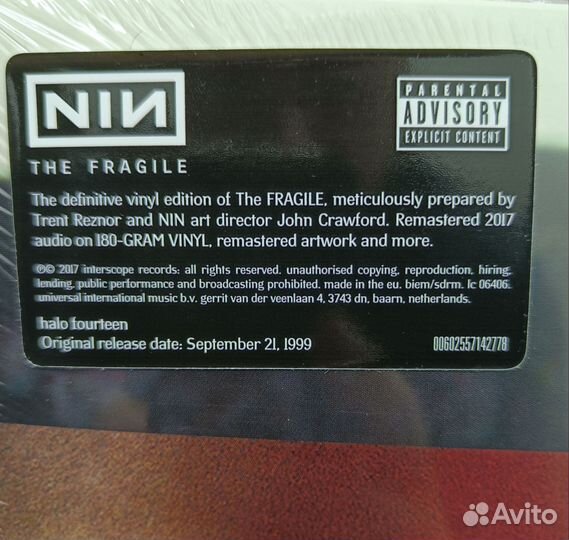 NIN
PARENTAL
ADVISORY
EXPLICIT CONTENT
THE FRAGILE
The definitive vinyl edition of The FRAGILE, meticulously prepared by
Trent Reznor and NIN art director John Crawford. Remastered 2017
audio on 180-GRAM VINYL, remastered artwork and more.
℗© 2017 interscope records: all rights reserved. unauthorised copying, reproduction, hiring,
lending, public performance and broadcasting prohibited. made in the eu. biem/sdrm. lc 06406.
universal international music b.v. gerrit van der veenlaan 4, 3743 dn, baarn, netherlands.
halo fourteen
Original release date: September 21, 1999
00602557142778
Avito